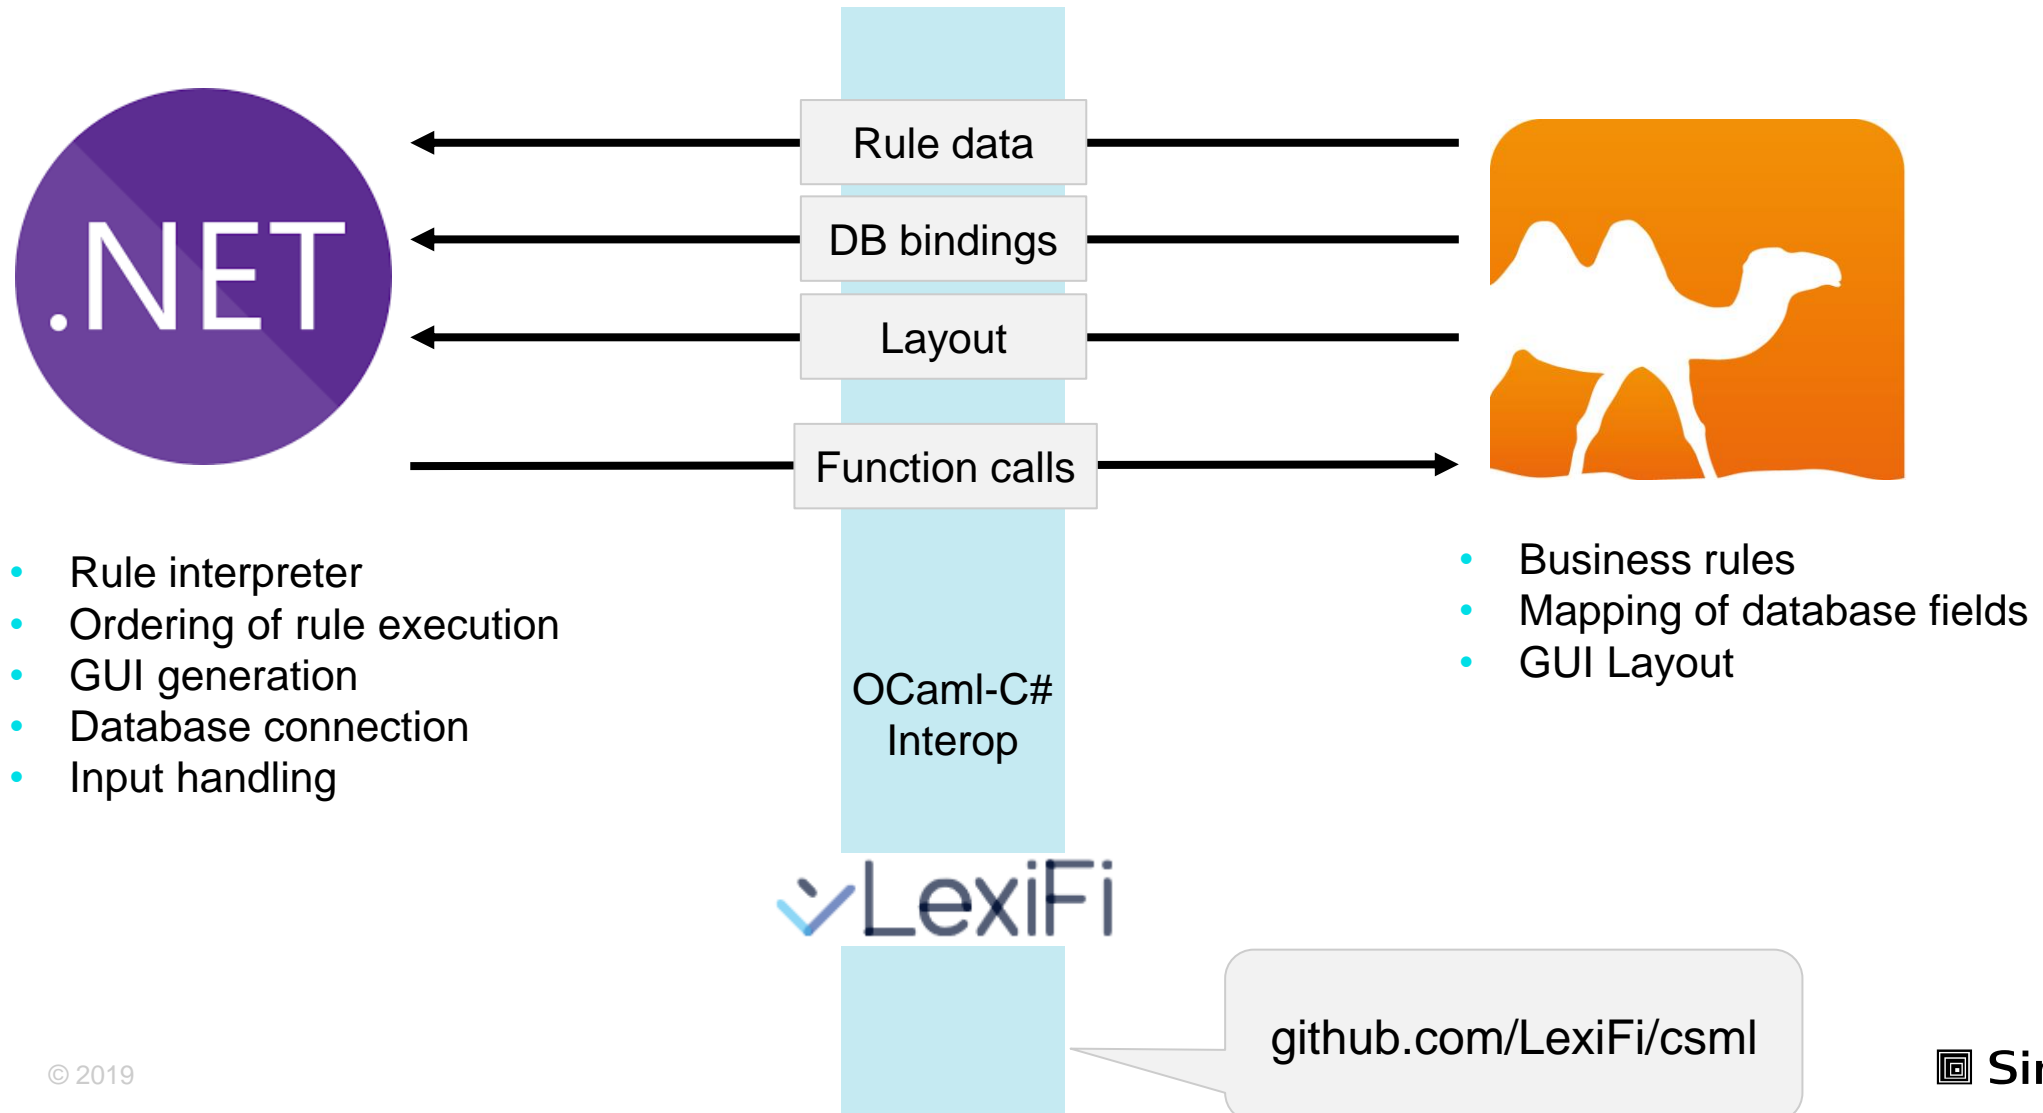 .NET
Rule data
DB bindings
Layout
Function calls
• Rule interpreter
• Ordering of rule execution
• GUI generation
• Database connection
• Input handling
OCaml-C#
Interop
• Business rules
• Mapping of database fields
• GUI Layout
LexiFi
github.com/LexiFi/csml
© 2019